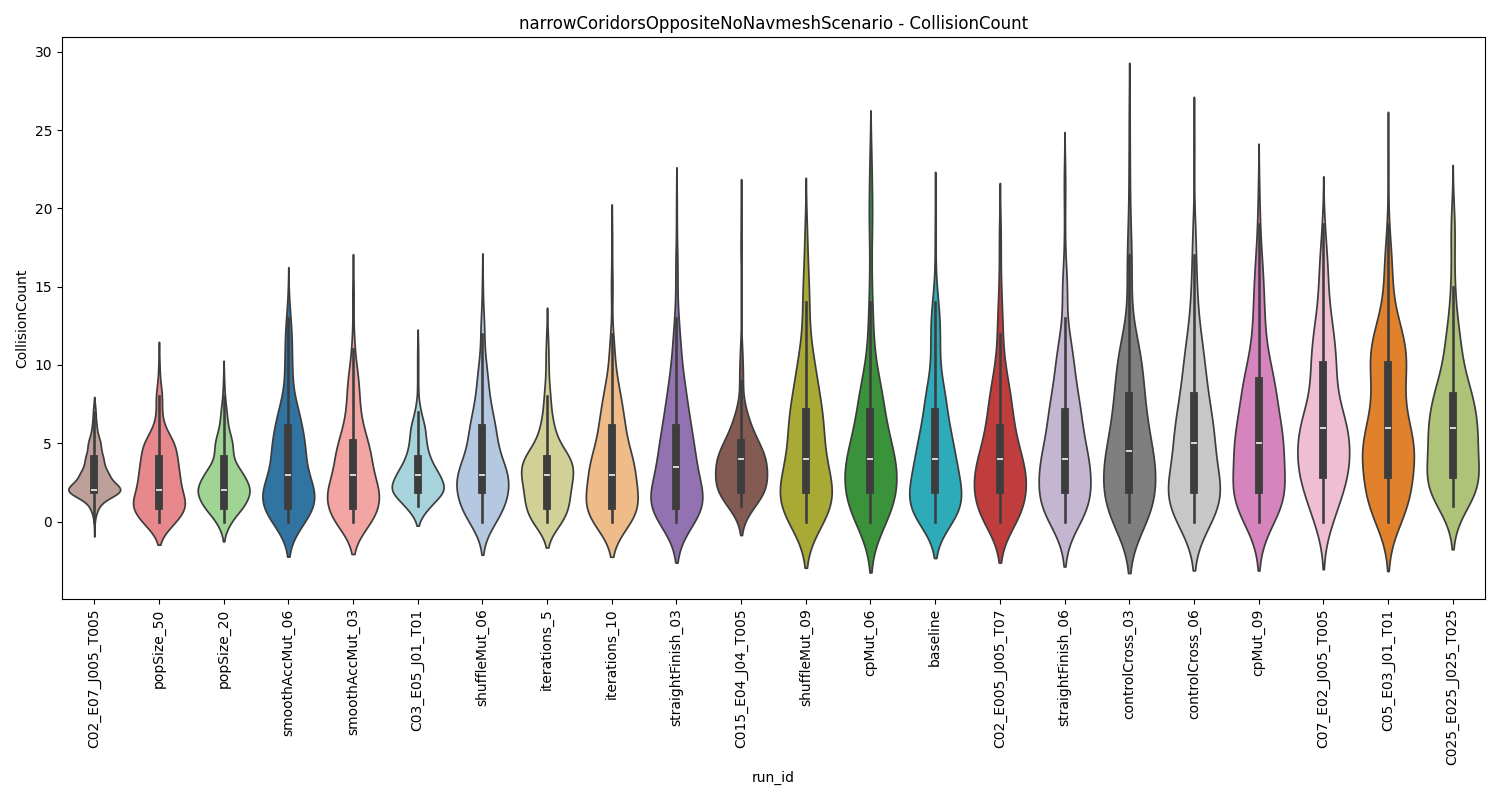 narrowCoridorsOppositeNoNavmeshScenario - CollisionCount
30
25
20
15
10
5
0
CollisionCount
C02_E07_J005_T005
popSize_50
popSize_20
smoothAccMut_06
smoothAccMut_03
C03_E05_J01_T01
shuffleMut_06
iterations_5
iterations_10
straightFinish_03
C015_E04_J04_T005
shuffleMut_09
cpMut_06
baseline
C02_E005_J005_T07
straightFinish_06
controlCross_03
controlCross_06
cpMut_09
C07_E02_J005_T005
C05_E03_J01_T01
C025_E025_J025_T025
run_id